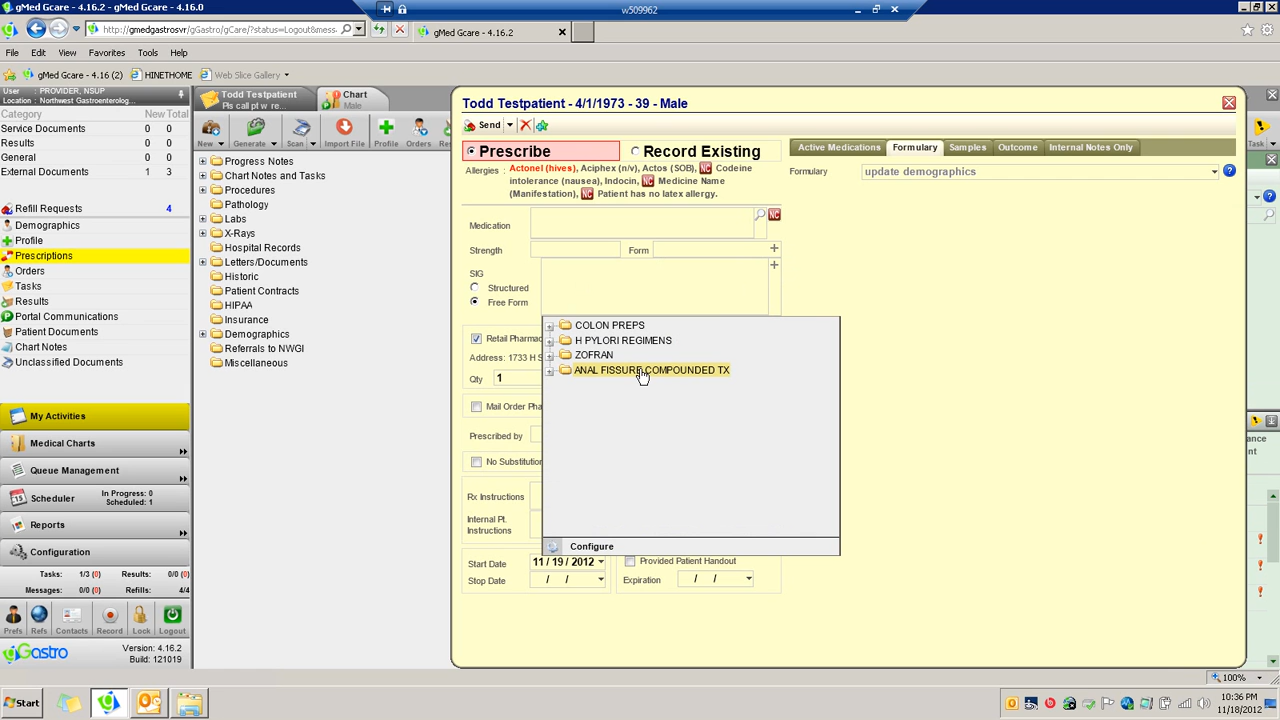 gMed Gcare - 4.16.2 - gMed Gcare - 4.16.0
w509962
http://gmedgastrosvr/gGastro/gCare/?status=Logout&mess
gMed Gcare - 4.16.2
File Edit View Favorites Tools Help
gMed Gcare - 4.16 (2) HINETHOME Web Slice Gallery
User : PROVIDER, NSUP
Location : Northwest Gastroenterolog...
Category New Total
Service Documents 0 0
Results 0 0
General 0 0
External Documents 1 3
Refill Requests 4
Demographics
Profile
Prescriptions
Orders
Tasks
Results
Portal Communications
Patient Documents
Chart Notes
Unclassified Documents
My Activities
Medical Charts
Queue Management
Scheduler In Progress: 0
Scheduled: 1
Reports
Configuration
Tasks: 1/3 (0) Results: 0/0 (0)
Messages: 0/0 (0) Refills: 4/4
Prefs Refs Contacts Record Lock Logout
gGastro Version: 4.16.2
Build: 121019
Todd Testpatient
Pls call pt w re...
Chart
Male
New Generate Scan Import File Profile Orders
Progress Notes
Chart Notes and Tasks
Procedures
Pathology
Labs
X-Rays
Hospital Records
Letters/Documents
Historic
Patient Contracts
HIPAA
Insurance
Demographics
Referrals to NWGI
Miscellaneous
Todd Testpatient - 4/1/1973 - 39 - Male
Send
Prescribe Record Existing
Allergies : Actonel (hives), Aciphex (n/v), Actos (SOB), NC Codeine
intolerance (nausea), Indocin, NC Medicine Name
(Manifestation), NC Patient has no latex allergy.
Medication NC
Strength Form
SIG
Structured
Free Form
COLON PREPS
H PYLORI REGIMENS
ZOFRAN
ANAL FISSURE COMPOUNDED TX
Configure
Retail Pharmac
Address: 1733 H S
Qty 1
Mail Order Pha
Prescribed by
No Substitution
Rx Instructions
Internal Pt.
Instructions
Start Date 11 / 19 / 2012 Provided Patient Handout
Stop Date / / Expiration / /
Active Medications Formulary Samples Outcome Internal Notes Only
Formulary update demographics
Task
100%
Start
10:36 PM
11/18/2012